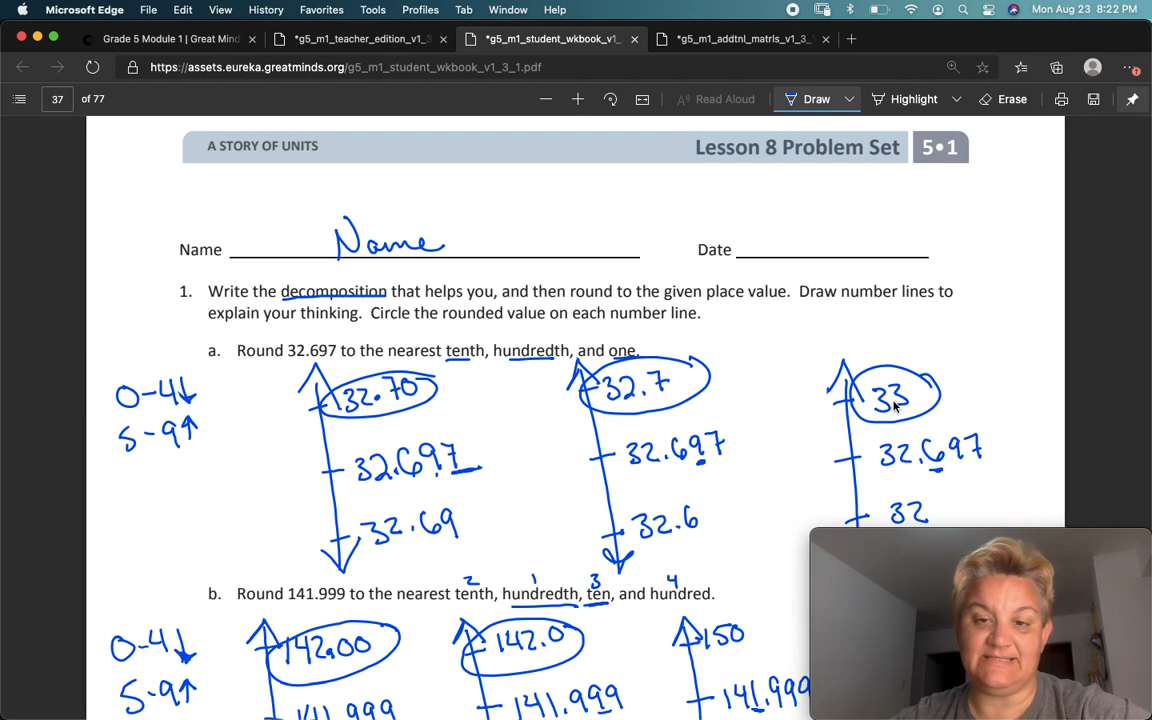 Microsoft Edge File Edit View History Favorites Tools Profiles Tab Window Help Mon Aug 23 8:22 PM
Grade 5 Module 1 | Great Mind *g5_m1_teacher_edition_v1_3_ *g5_m1_student_wkbook_v1_ *g5_m1_addtnl_matrls_v1_3_
https://assets.eureka.greatminds.org/g5_m1_student_wkbook_v1_3_1.pdf
37 of 77 Read Aloud Draw Highlight Erase
A STORY OF UNITS Lesson 8 Problem Set 5•1
Name Name Date
1. Write the decomposition that helps you, and then round to the given place value. Draw number lines to
explain your thinking. Circle the rounded value on each number line.
a. Round 32.697 to the nearest tenth, hundredth, and one.
0-4↓ 32.70 32.7 33
5-9↑ 32.697 32.697 32.697
32.69 32.6 32
2 1 3 4
b. Round 141.999 to the nearest tenth, hundredth, ten, and hundred.
0-4↓ 142.00 142.0 150
5-9↑ 141.999 141.999 141.999